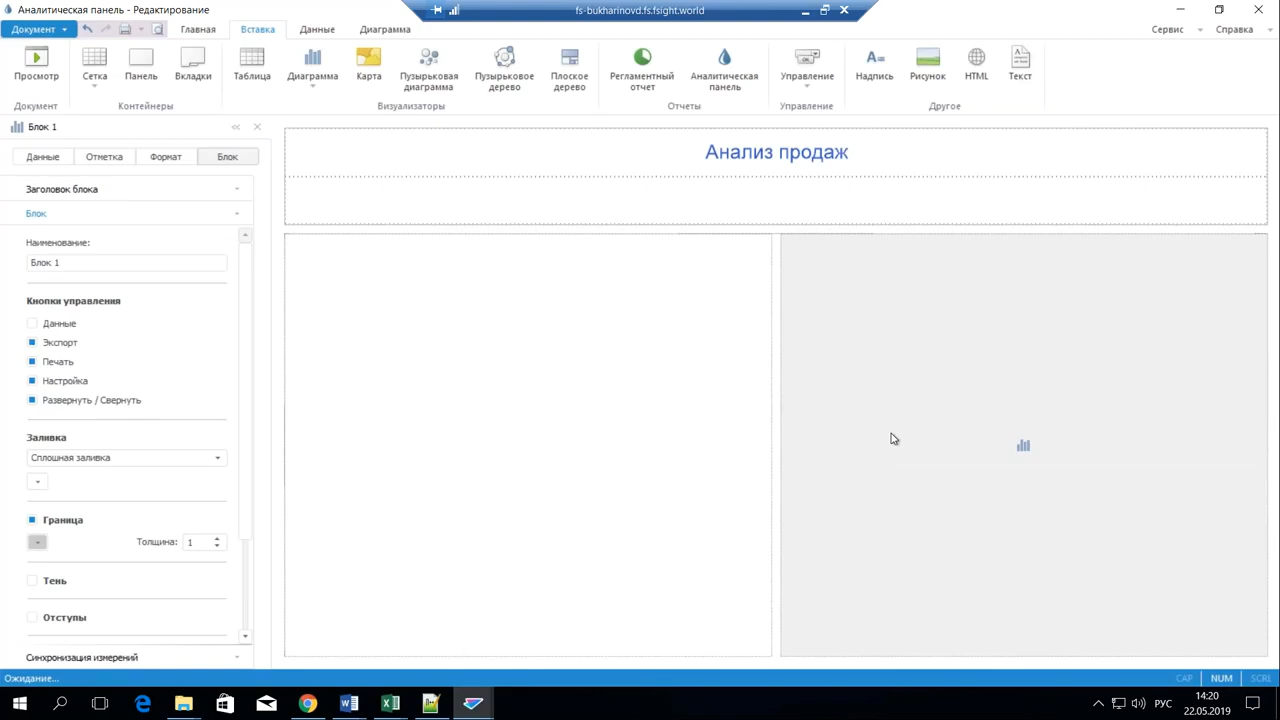 Аналитическая панель - Редактирование
fs-bukharinovd.fs.fsight.world
Документ
Главная
Вставка
Данные
Диаграмма
Сервис
Справка
Просмотр
Сетка
Панель
Вкладки
Таблица
Диаграмма
Карта
Пузырьковая диаграмма
Пузырьковое дерево
Плоское дерево
Регламентный отчет
Аналитическая панель
Управление
Надпись
Рисунок
HTML
Текст
Документ
Контейнеры
Визуализаторы
Отчеты
Управление
Другое
Блок 1
Данные
Отметка
Формат
Блок
Заголовок блока
Блок
Наименование:
Блок 1
Кнопки управления
Данные
Экспорт
Печать
Настройка
Развернуть / Свернуть
Заливка
Сплошная заливка
Граница
Толщина: 1
Тень
Отступы
Синхронизация измерений
Анализ продаж
Ожидание...
CAP
NUM
SCRL
РУС
14:20
22.05.2019